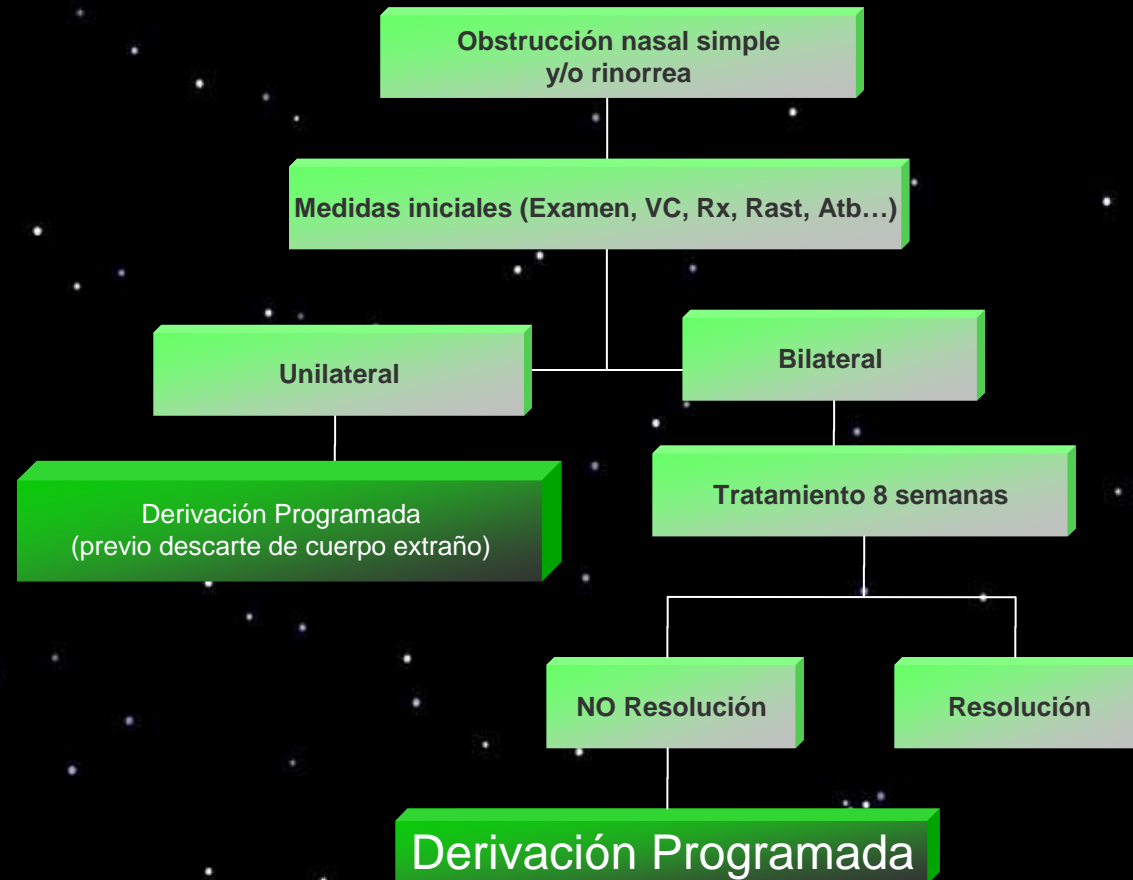 Obstrucción nasal simple
y/o rinorrea
Medidas iniciales (Examen, VC, Rx, Rast, Atb…)
Unilateral
Bilateral
Derivación Programada
(previo descarte de cuerpo extraño)
Tratamiento 8 semanas
NO Resolución
Resolución
Derivación Programada